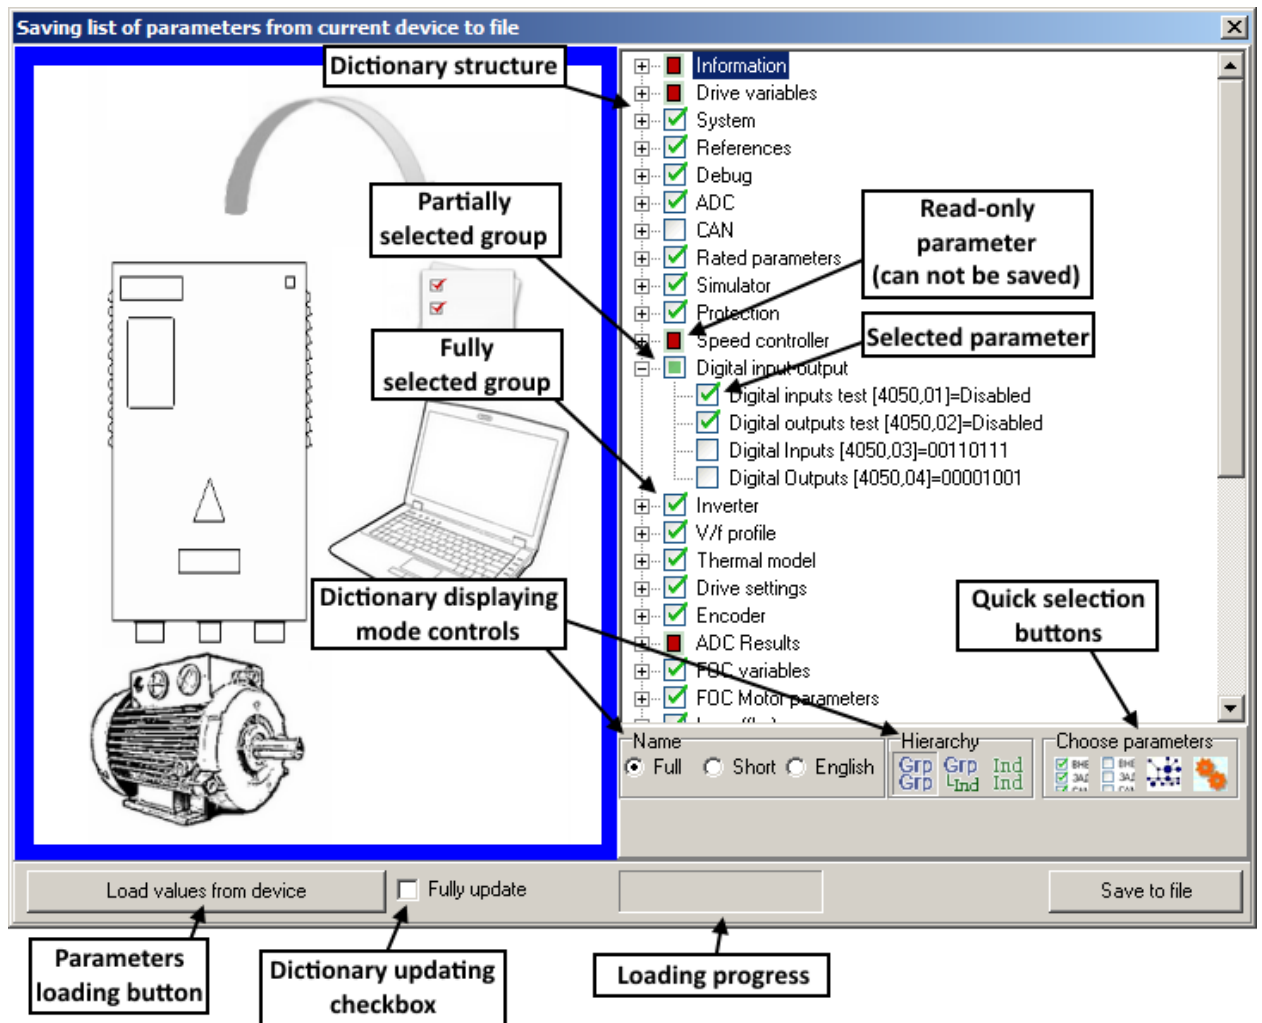 Saving list of parameters from current device to file
Dictionary structure
Information
Drive variables
System
References
Debug
ADC
CAN
Rated parameters
Simulator
Protection
Speed controller
Digital input-output
Digital inputs test [4050,01]=Disabled
Digital outputs test [4050,02]=Disabled
Digital Inputs [4050,03]=00110111
Digital Outputs [4050,04]=00001001
Inverter
V/f profile
Thermal model
Drive settings
Encoder
ADC Results
FOC variables
FOC Motor parameters
Partially
selected group
Read-only
parameter
(can not be saved)
Fully
selected group
Selected parameter
Dictionary displaying
mode controls
Quick selection
buttons
Name
Full
Short
English
Hierarchy
Grp
Grp
Grp
Ind
Ind
Ind
Choose parameters
ВНЕ
ЗАД
ВНЕ
ЗАД
Load values from device
Fully update
Save to file
Parameters
loading button
Dictionary updating
checkbox
Loading progress